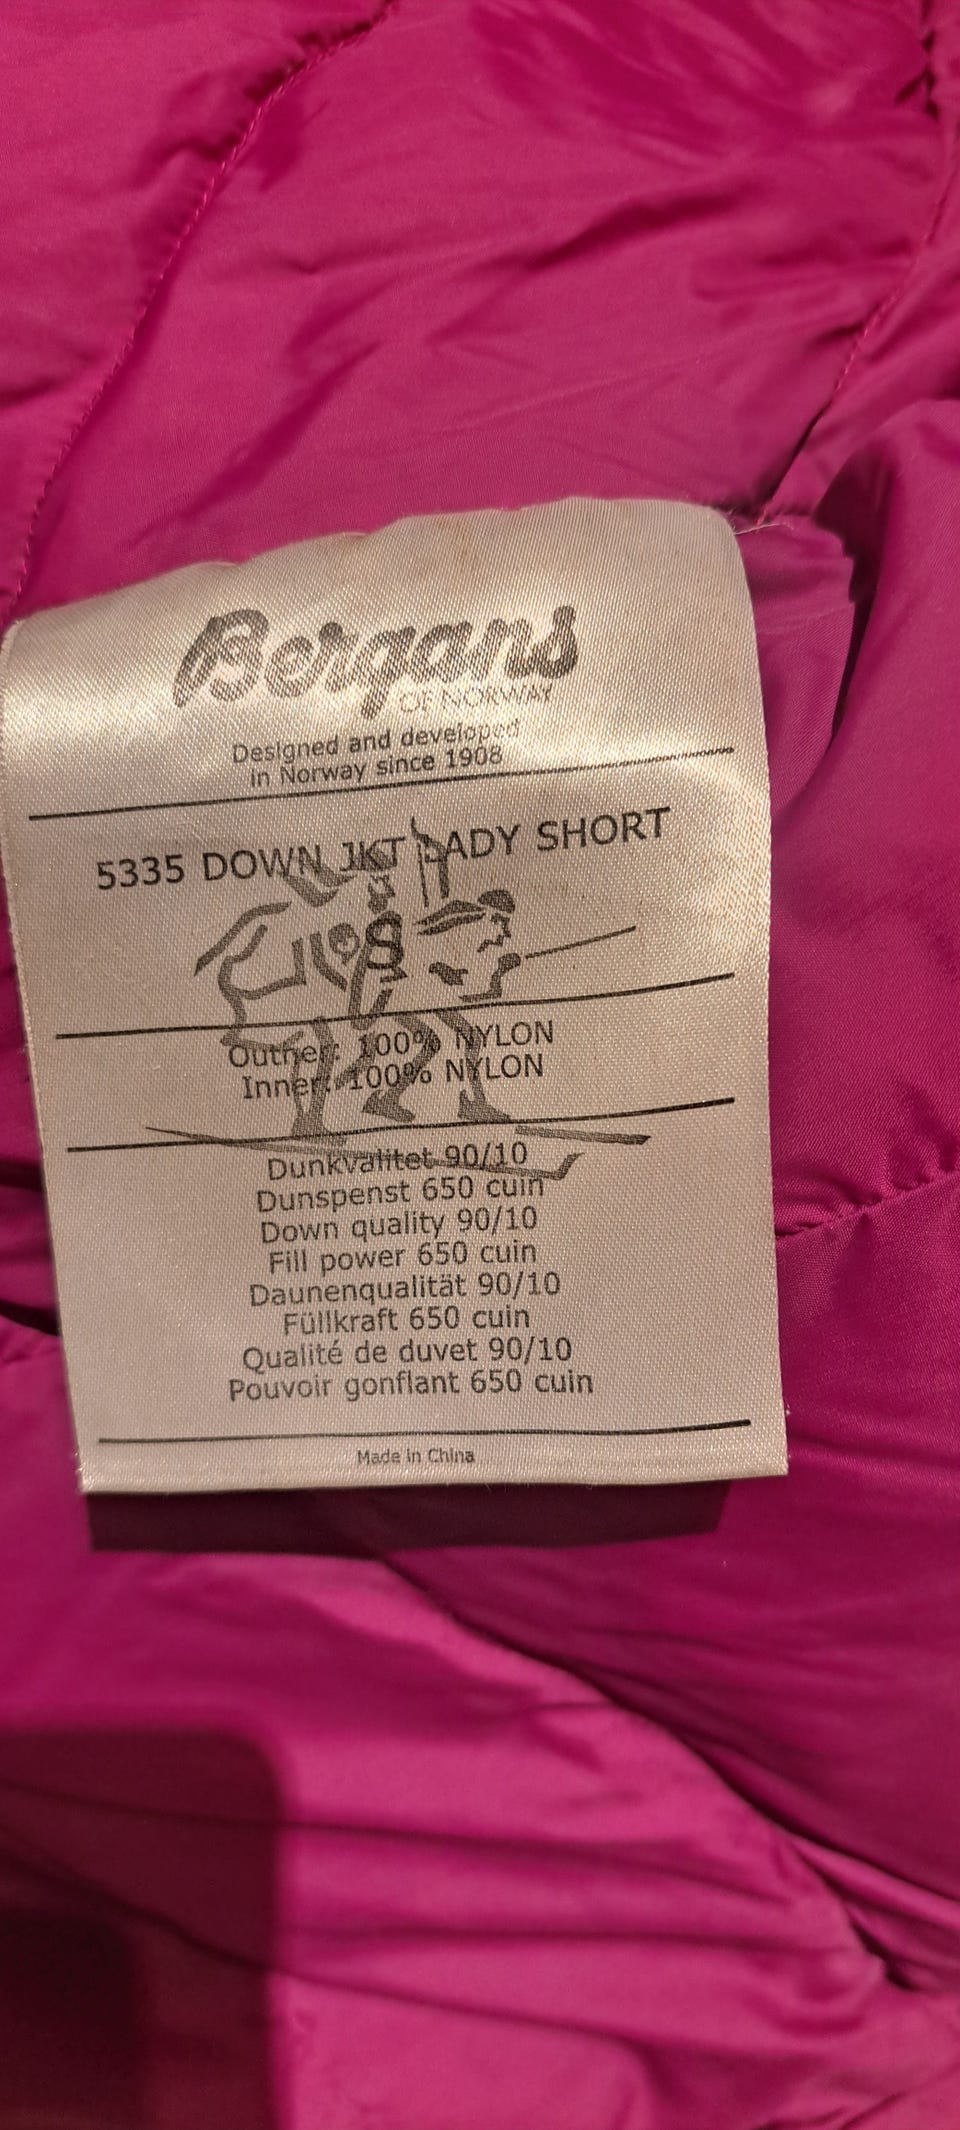 Bergans
OF NORWAY
Designed and developed
in Norway since 1908
5335 DOWN JKT LADY SHORT
S
Outher: 100% NYLON
Inner: 100% NYLON
Dunkvalitet 90/10
Dunspenst 650 cuin
Down quality 90/10
Fill power 650 cuin
Daunenqualität 90/10
Füllkraft 650 cuin
Qualité de duvet 90/10
Pouvoir gonflant 650 cuin
Made in China